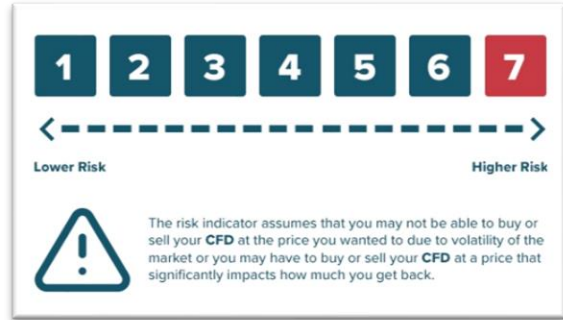 1 2 3 4 5 6 7
Lower Risk Higher Risk
The risk indicator assumes that you may not be able to buy or
sell your CFD at the price you wanted to due to volatility of the
market or you may have to buy or sell your CFD at a price that
significantly impacts how much you get back.